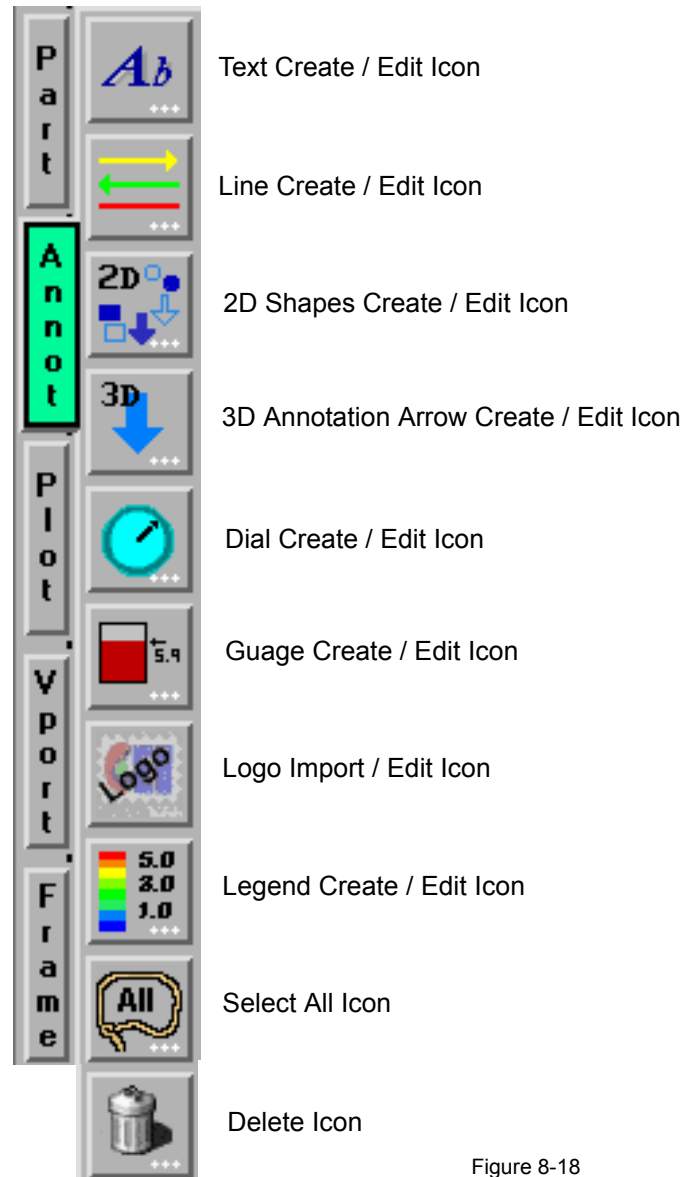 Part
Annot
Plot
Vport
Frame
Ab
Text Create / Edit Icon
Line Create / Edit Icon
2D
2D Shapes Create / Edit Icon
3D
3D Annotation Arrow Create / Edit Icon
Dial Create / Edit Icon
5.9
Guage Create / Edit Icon
Logo
Logo Import / Edit Icon
5.0
3.0
1.0
Legend Create / Edit Icon
All
Select All Icon
Delete Icon
Figure 8-18